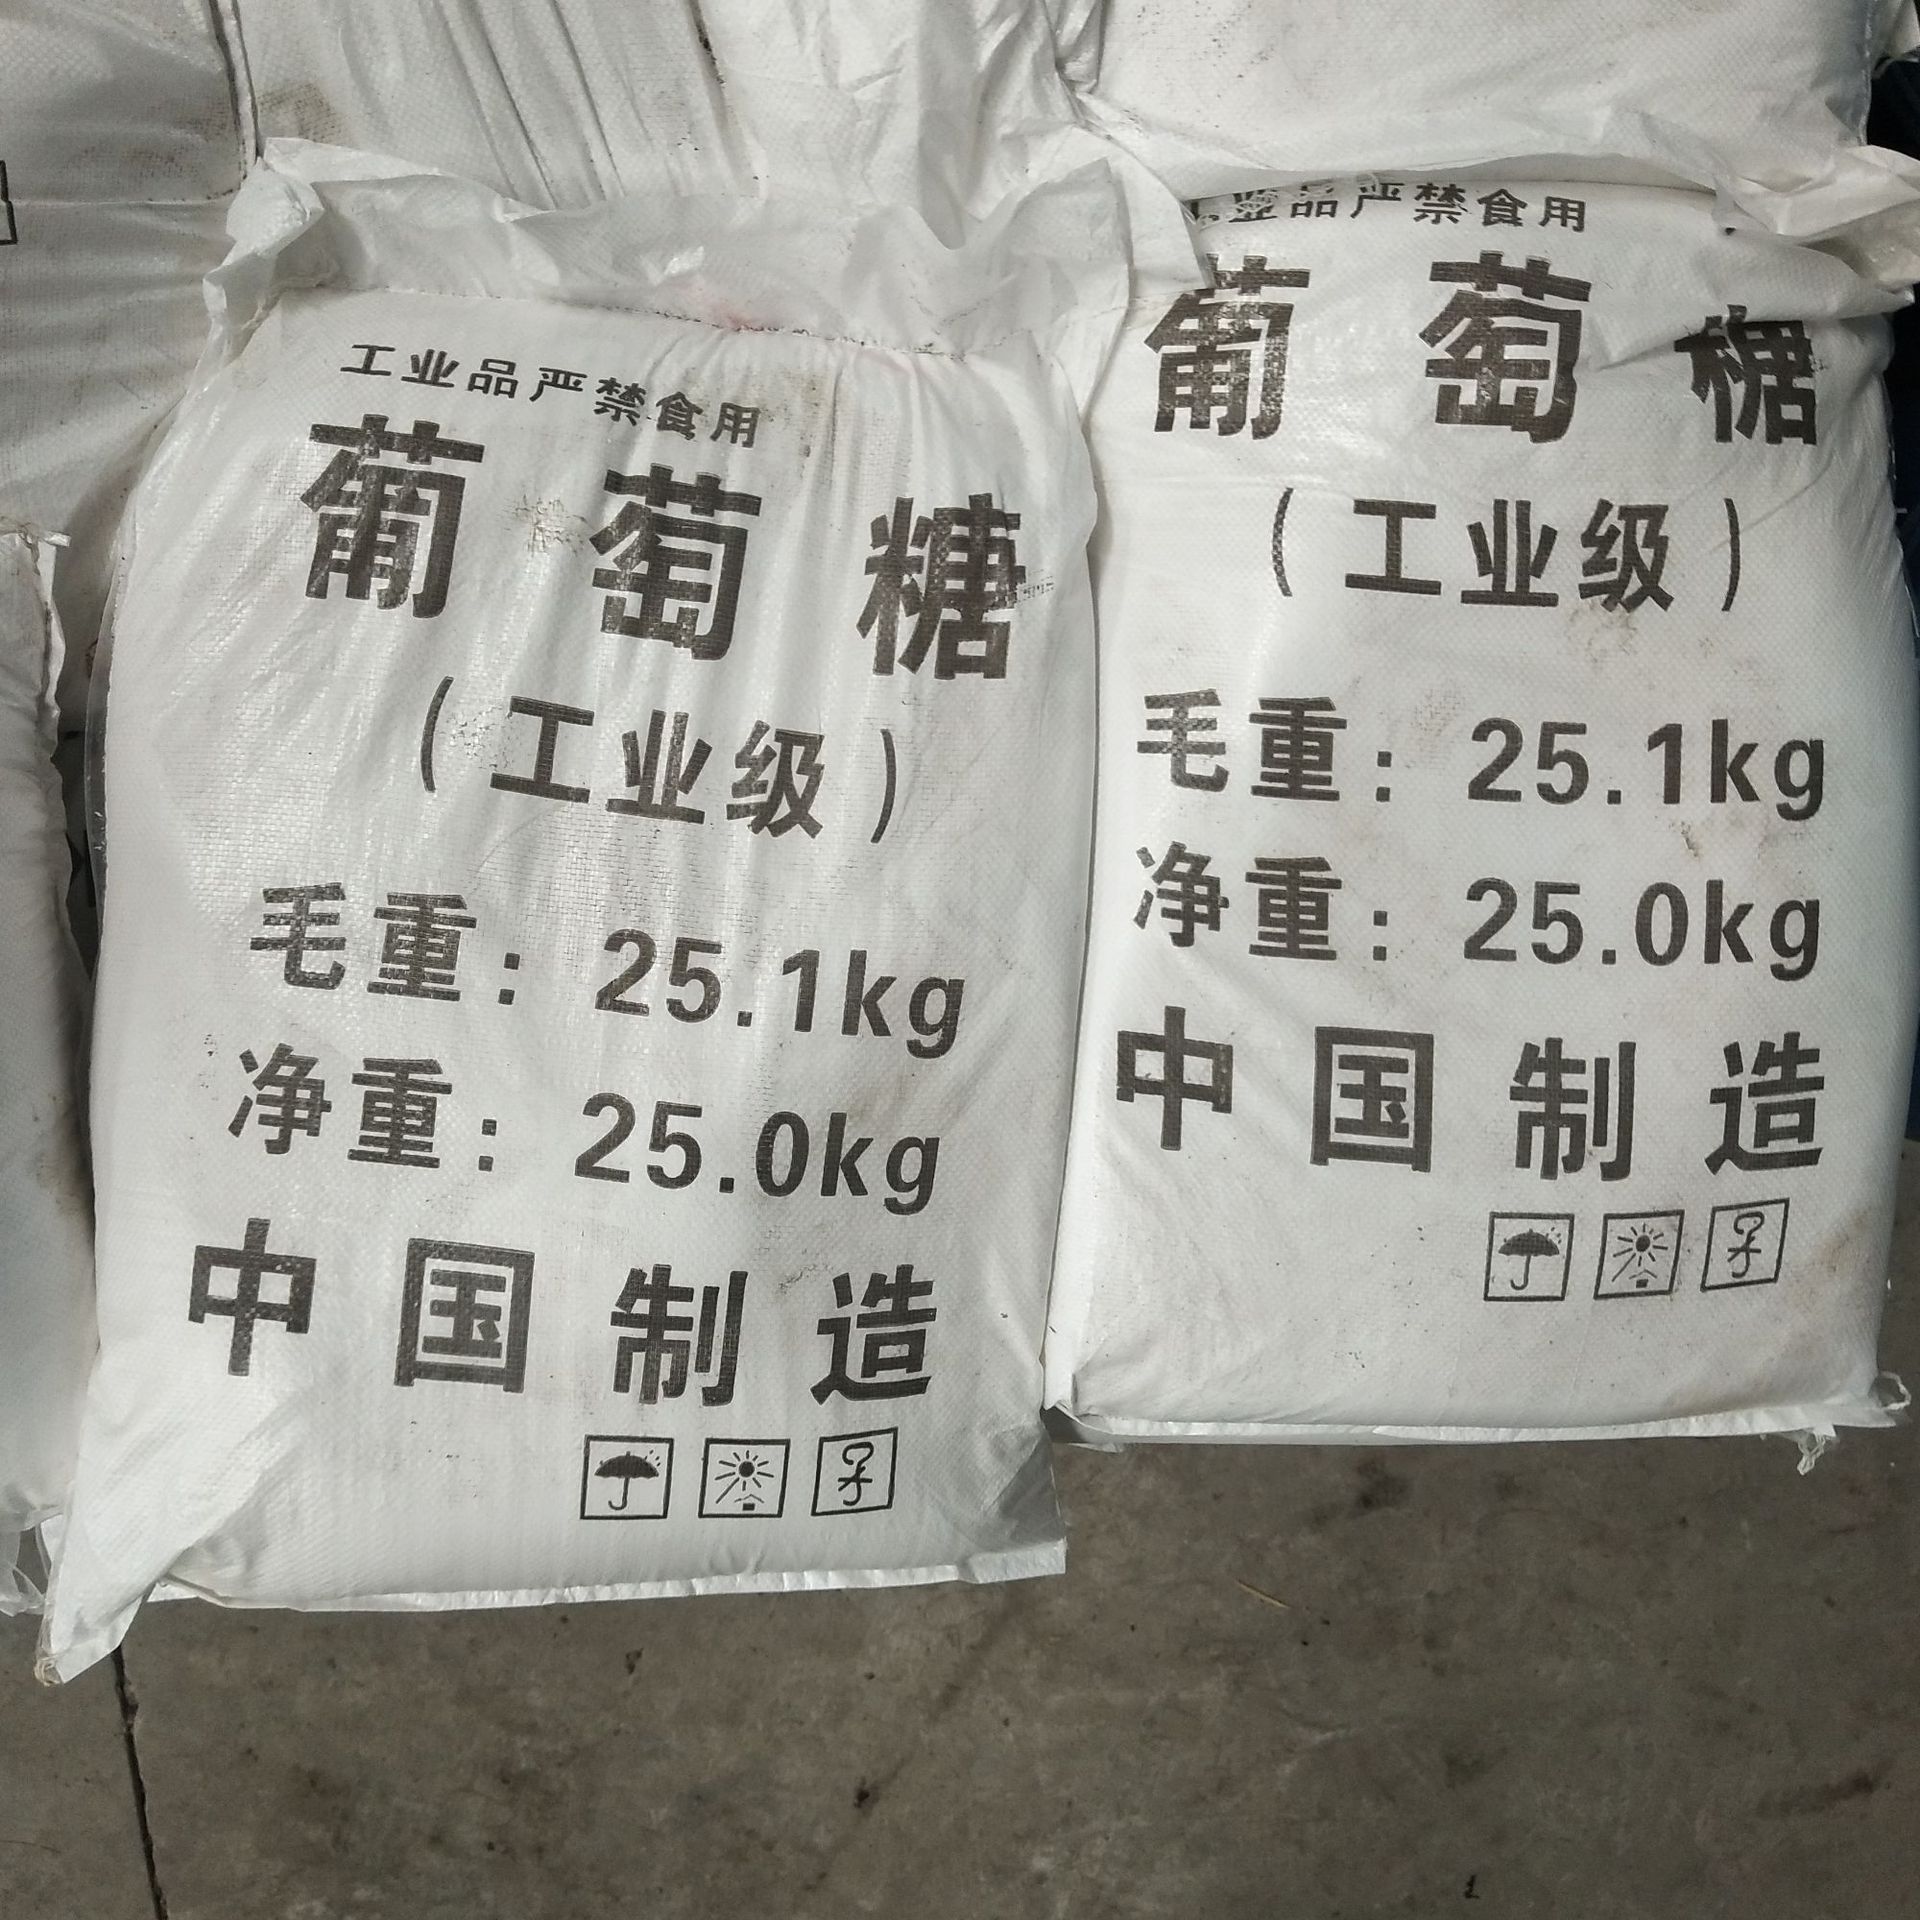 工业品严禁食用
葡萄糖
（工业级）
毛重：25.1kg
净重：25.0kg
中国制造
工业品严禁食用
葡萄糖
（工业级）
毛重：25.1kg
净重：25.0kg
中国制造